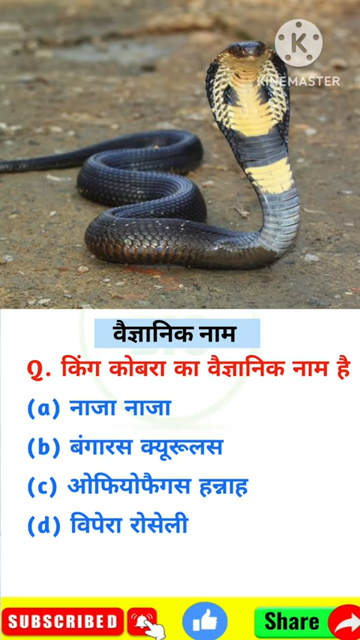 KINEMASTER
वैज्ञानिक नाम
Q. किंग कोबरा का वैज्ञानिक नाम है
(a) नाजा नाजा
(b) बंगारस क्यूरूलस
(c) ओफियोफैगस हन्नाह
(d) विपेरा रोसेली
SUBSCRIBED
Share